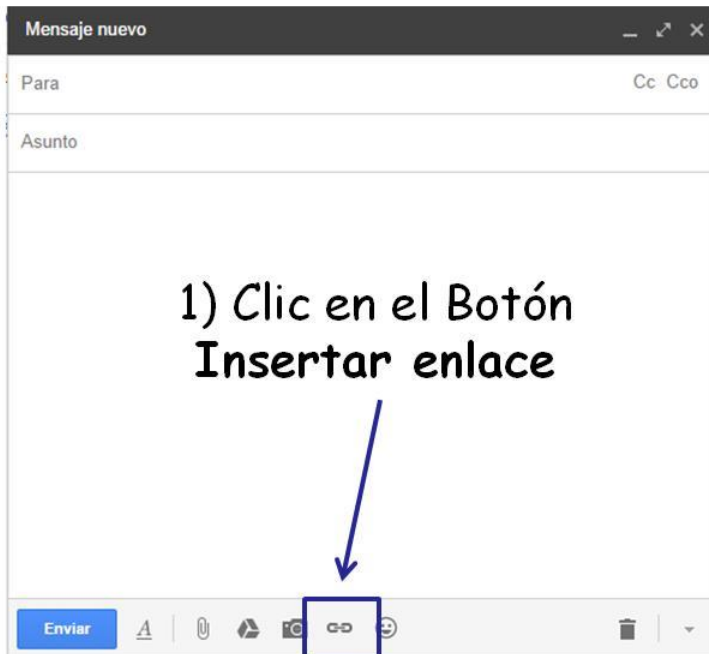 Mensaje nuevo
Para Cc Cco
Asunto
1) Clic en el Botón
Insertar enlace
Enviar A